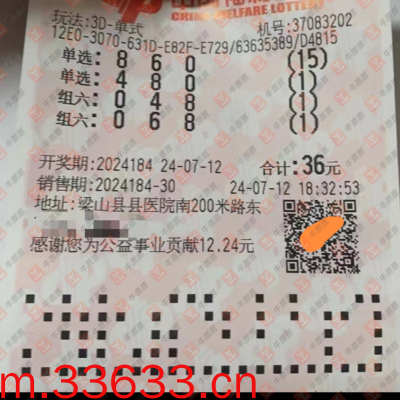 CHINA WELFARE LOTTERY
玩法:3D-单式 机号:37083202
12E0-3070-631D-E82F-E729/63635389/D4815
单选: 8 6 0 (15)
单选: 4 8 0 (1)
组六: 0 4 8 (1)
组六: 0 6 8 (1)
开奖期:2024184 24-07-12 合计:36元
销售期:2024184-30 24-07-12 18:32:53
地址:梁山县县医院南200米路东
感谢您为公益事业贡献12.24元
m.33633.cn